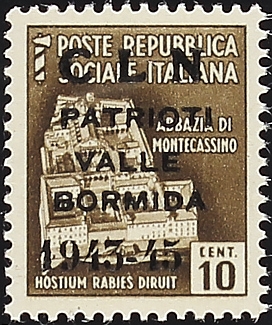 POSTE REPUBBLICA
SOCIALE ITALIANA
C.L.N.
PATRIOTI
VALLE
BORMIDA
1943-45
ABBAZIA DI
MONTECASSINO
CENT.
10
HOSTIUM RABIES DIRUIT